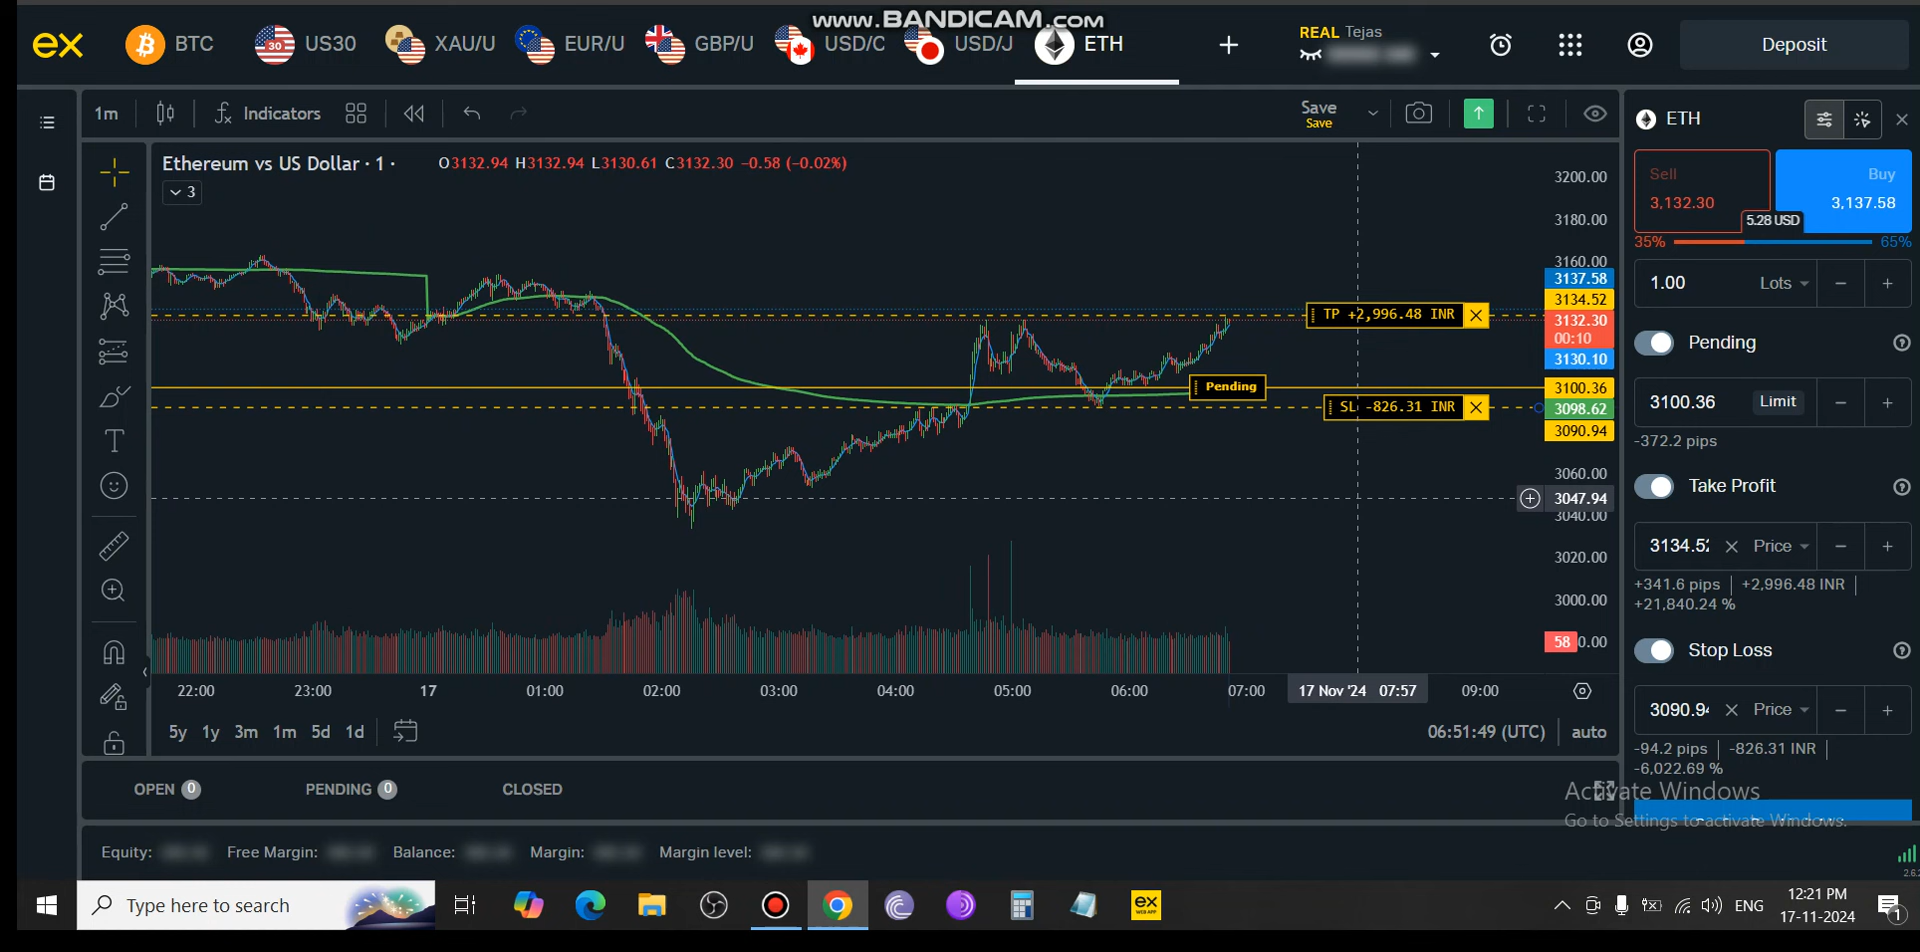 www.BANDICAM.com
ex
BTC
30
US30
XAU/U
EUR/U
GBP/U
USD/C
USD/J
ETH
REAL Tejas
Deposit
1m
Indicators
Save
Save
ETH
Ethereum vs US Dollar · 1 ·
O3132.94 H3132.94 L3130.61 C3132.30 −0.58 (−0.02%)
3
Sell
3,132.30
Buy
3,137.58
5.28 USD
35%
65%
1.00 Lots
Pending
3100.36 Limit
-372.2 pips
Take Profit
3134.52 Price
+341.6 pips | +2,996.48 INR |
+21,840.24 %
Stop Loss
3090.94 Price
-94.2 pips | -826.31 INR |
-6,022.69 %
3200.00
3180.00
3160.00
3137.58
3134.52
3132.30
00:10
3130.10
3100.36
3098.62
3090.94
3060.00
3047.94
3040.00
3020.00
3000.00
58
0.00
TP +2,996.48 INR
Pending
SL -826.31 INR
22:00
23:00
17
01:00
02:00
03:00
04:00
05:00
06:00
07:00
17 Nov '24 07:57
09:00
5y 1y 3m 1m 5d 1d
06:51:49 (UTC)
auto
OPEN 0
PENDING 0
CLOSED
Activate Windows
Go to Settings to activate Windows.
Equity:
Free Margin:
Balance:
Margin:
Margin level:
Type here to search
ex
WEB APP
ENG
12:21 PM
17-11-2024
1